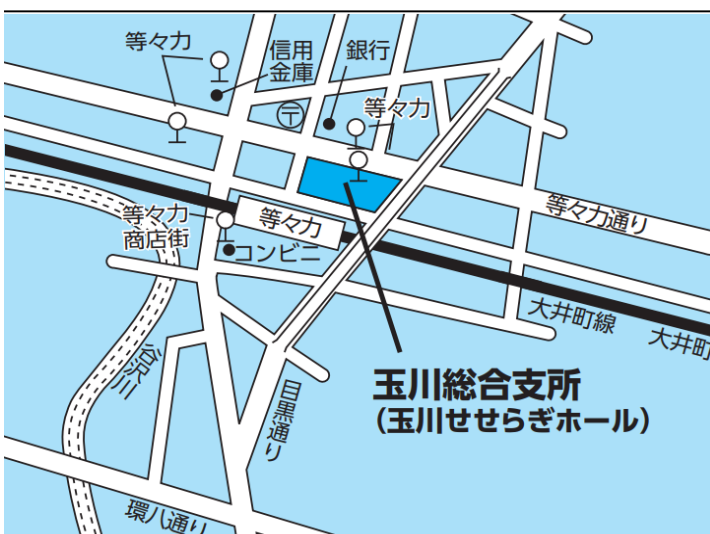 等々力
信用
金庫
銀行
〒
等々力
等々力通り
等々力
商店街
等々力
コンビニ
大井町線
大井町
谷沢川
目黒通り
玉川総合支所
(玉川せせらぎホール)
環八通り